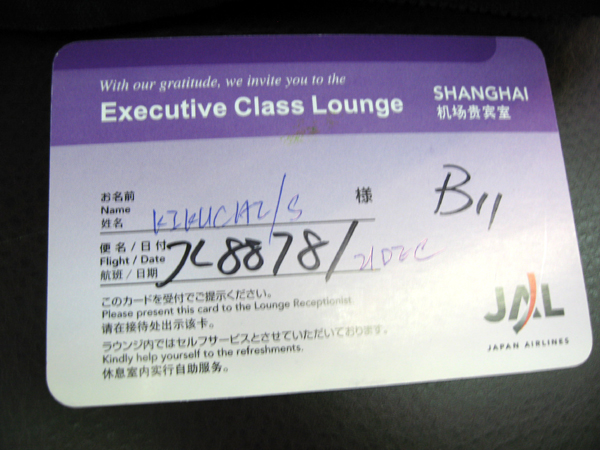 With our gratitude, we invite you to the
Executive Class Lounge
SHANGHAI
机场贵宾室
お名前
Name
姓名
KIKUCHI/S
様
B11
便名 / 日付
Flight / Date
航班 / 日期
JL88781
21DEC
このカードを受付でご提示ください。
Please present this card to the Lounge Receptionist.
请在接待处出示该卡。
ラウンジ内ではセルフサービスとさせていただいております。
Kindly help yourself to the refreshments.
休息室内实行自助服务。
JAL
JAPAN AIRLINES